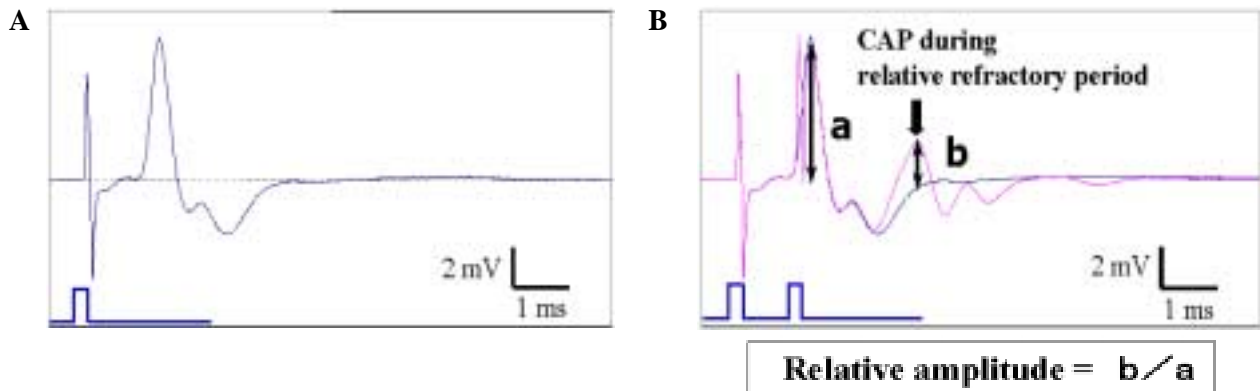 A
2 mV
1 ms
B
CAP during
relative refractory period
a
b
2 mV
1 ms
Relative amplitude = b/a